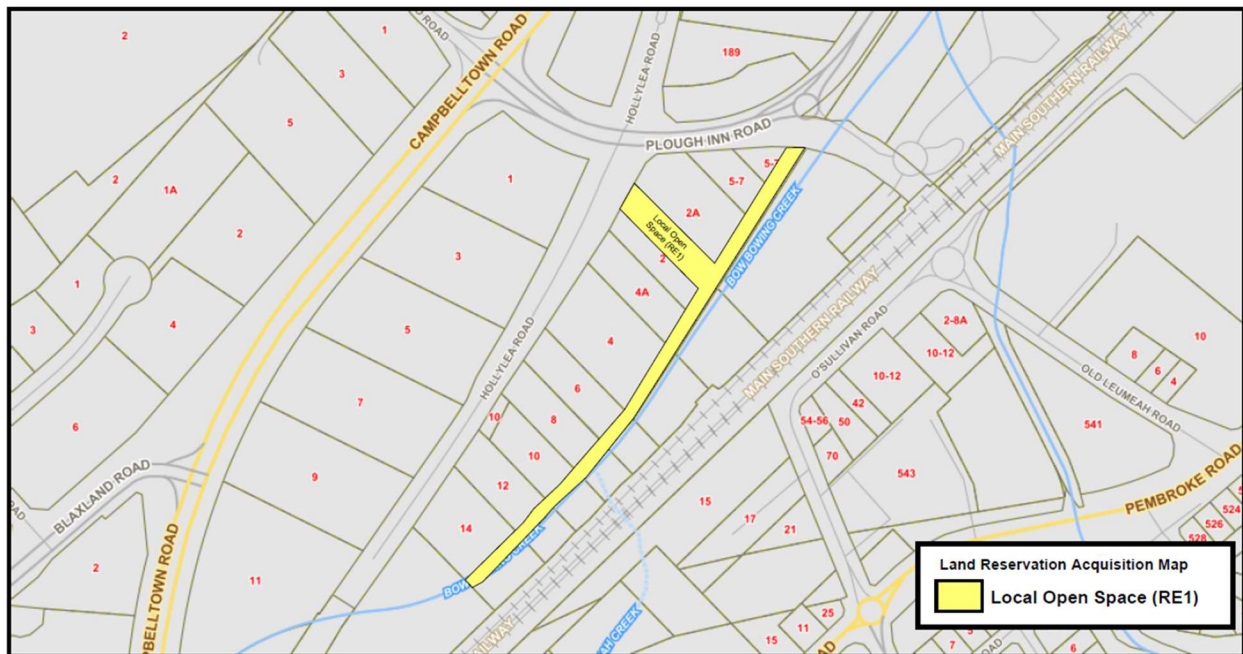 2
1
3
5
2
1A
2
1
3
4
6
CAMPBELLTOWN ROAD
HOLLYLEA ROAD
189
PLOUGH INN ROAD
MAIN SOUTHERN RAILWAY
1
3
5
7
9
11
5-7
2A
Local Open
Space (RE1)
2
4A
4
6
8
10
10
12
14
BOW BOWING CREEK
HOLLYLEA ROAD
MAIN SOUTHERN RAILWAY
O'SULLIVAN ROAD
2-8A
10-12
10-12
42
50
54-56
70
543
541
OLD LEUMEAH ROAD
10
8
6
4
PEMBROKE ROAD
524
526
528
15
17
21
25
11
15
7
5
6
BLAXLAND ROAD
2
ROAD
CREEK
RAILWAY
Land Reservation Acquisition Map
Local Open Space (RE1)